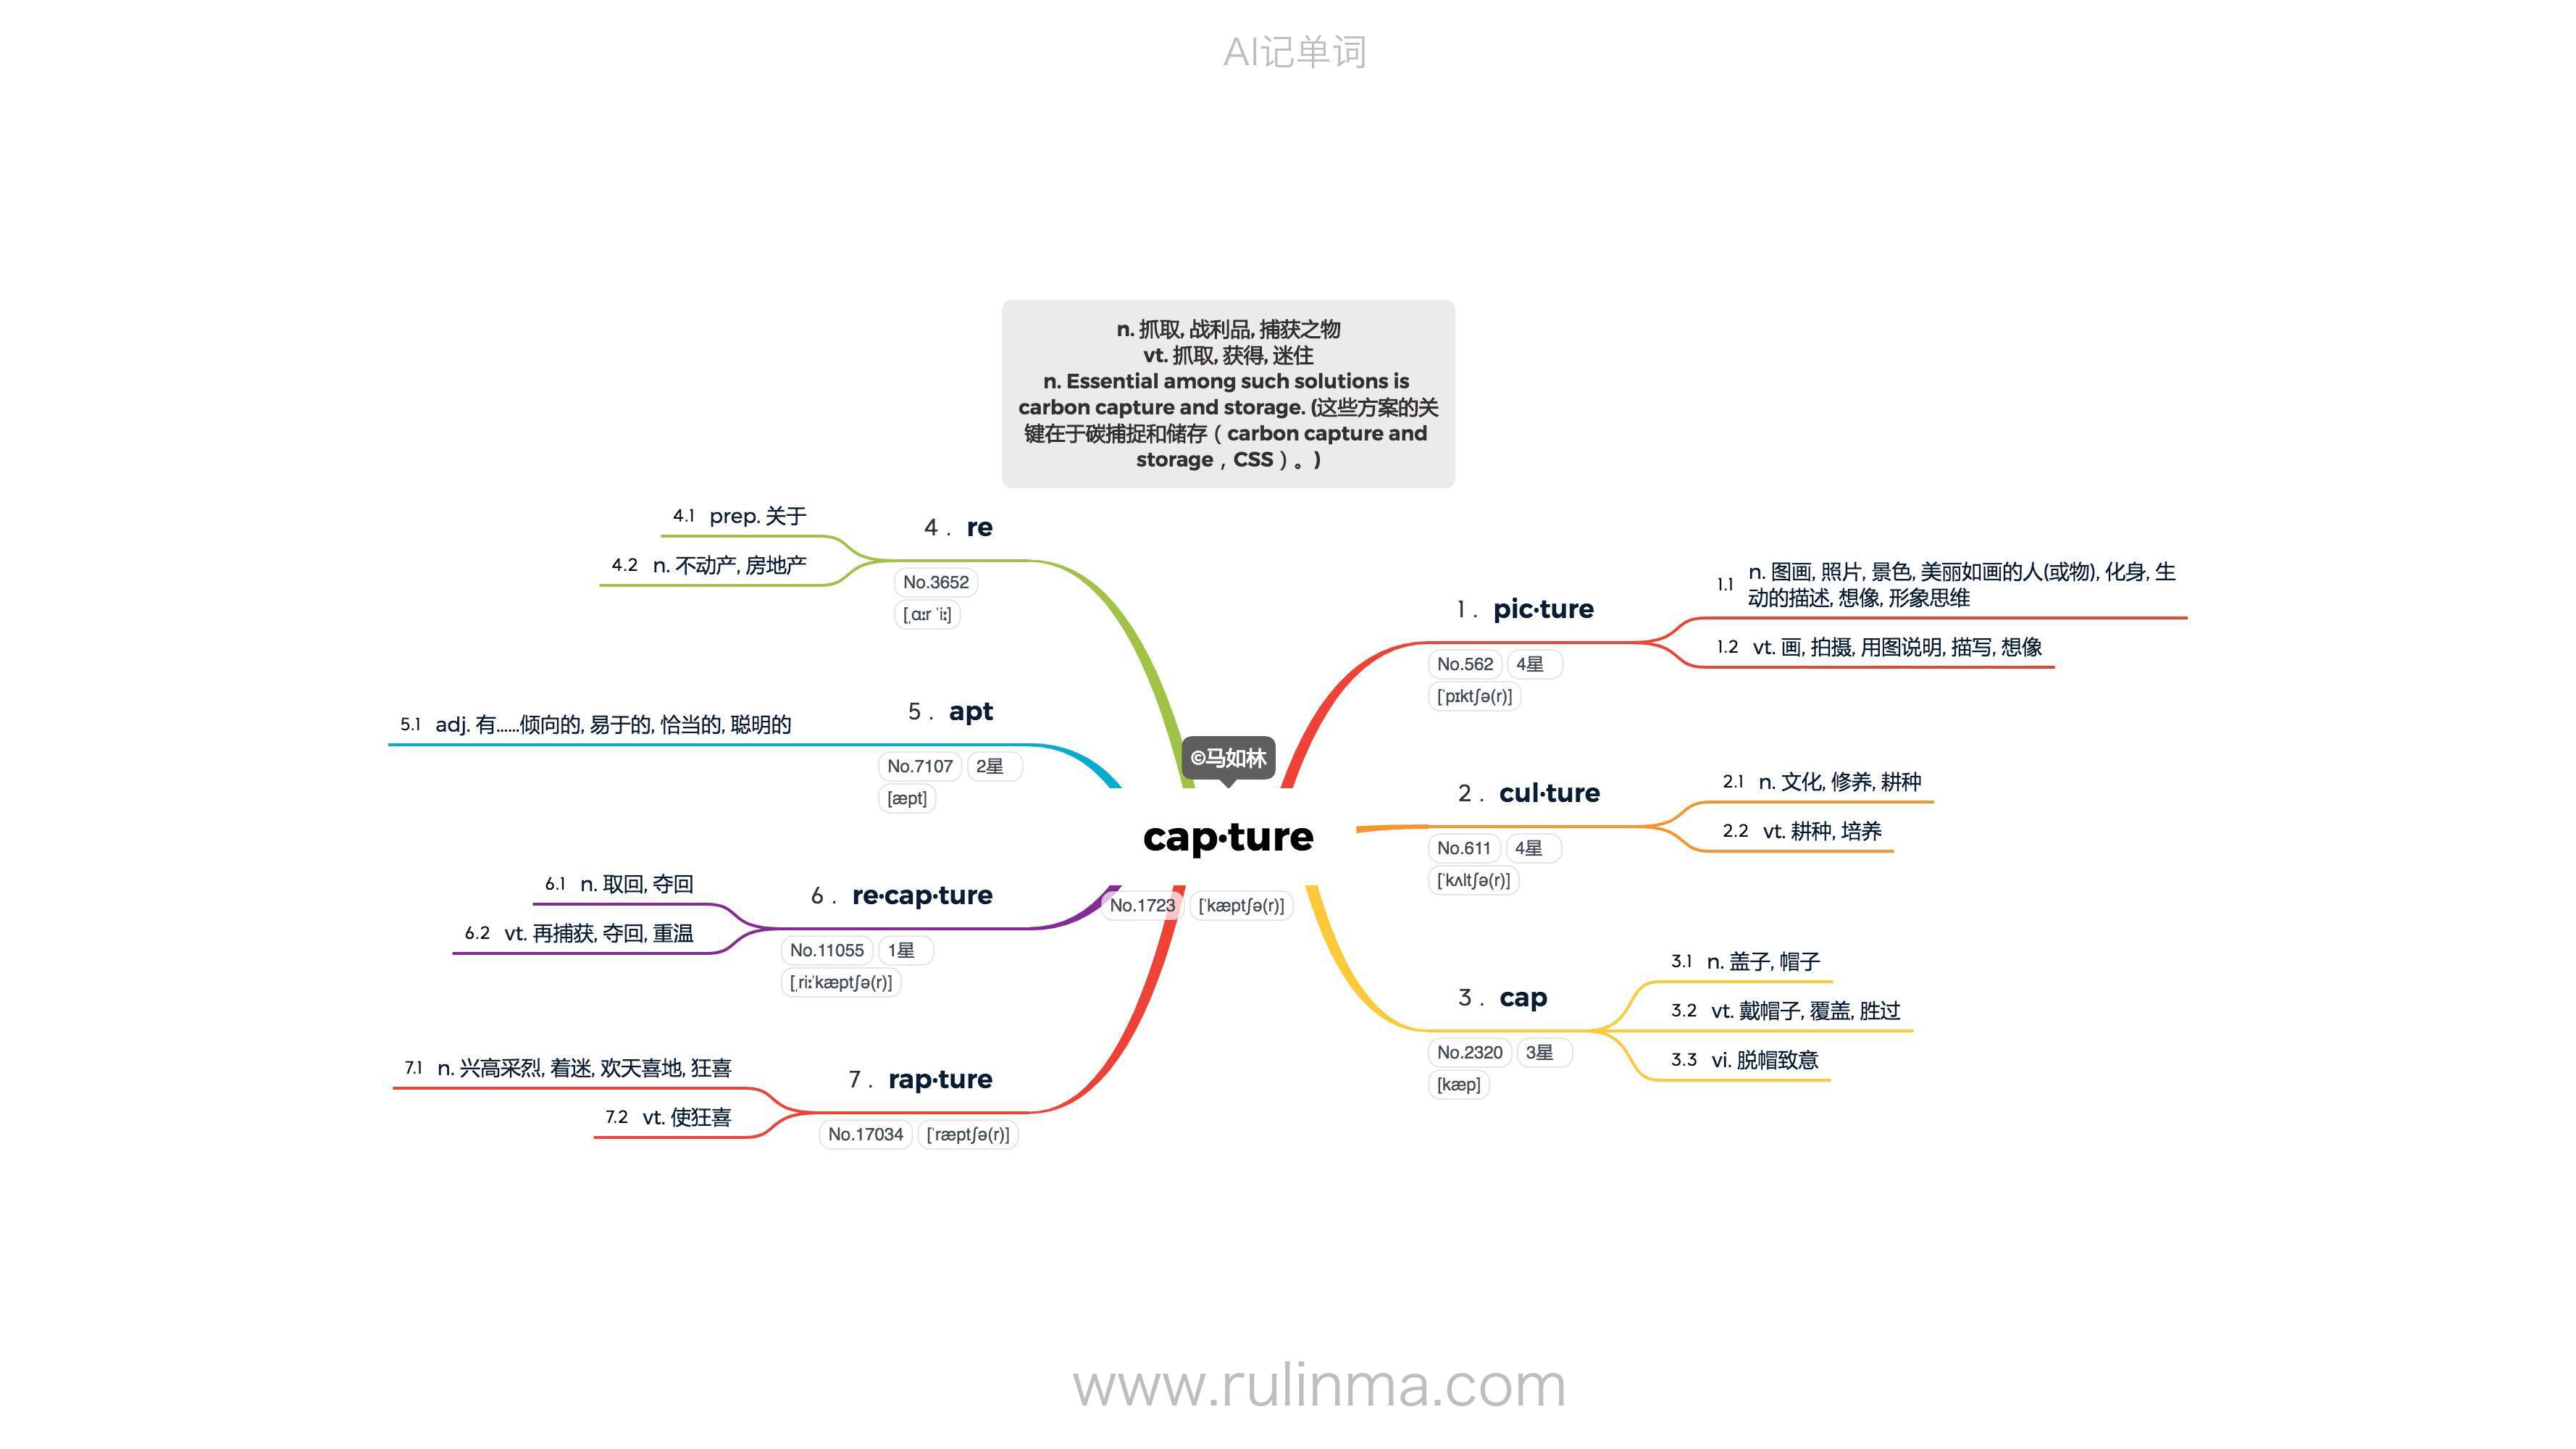 AI记单词
n. 抓取, 战利品, 捕获之物
vt. 抓取, 获得, 迷住
n. Essential among such solutions is
carbon capture and storage. (这些方案的关
键在于碳捕捉和储存（carbon capture and
storage，CSS）。)
©马如林
cap·ture
No.1723 [ˈkæptʃə(r)]
1. pic·ture
No.562 4星
[ˈpɪktʃə(r)]
1.1 n. 图画, 照片, 景色, 美丽如画的人(或物), 化身, 生
动的描述, 想像, 形象思维
1.2 vt. 画, 拍摄, 用图说明, 描写, 想像
2. cul·ture
No.611 4星
[ˈkʌltʃə(r)]
2.1 n. 文化, 修养, 耕种
2.2 vt. 耕种, 培养
3. cap
No.2320 3星
[kæp]
3.1 n. 盖子, 帽子
3.2 vt. 戴帽子, 覆盖, 胜过
3.3 vi. 脱帽致意
4. re
No.3652
[ˌɑːr ˈiː]
4.1 prep. 关于
4.2 n. 不动产, 房地产
5. apt
No.7107 2星
[æpt]
5.1 adj. 有……倾向的, 易于的, 恰当的, 聪明的
6. re·cap·ture
No.11055 1星
[ˌriːˈkæptʃə(r)]
6.1 n. 取回, 夺回
6.2 vt. 再捕获, 夺回, 重温
7. rap·ture
No.17034 [ˈræptʃə(r)]
7.1 n. 兴高采烈, 着迷, 欢天喜地, 狂喜
7.2 vt. 使狂喜
www.rulinma.com